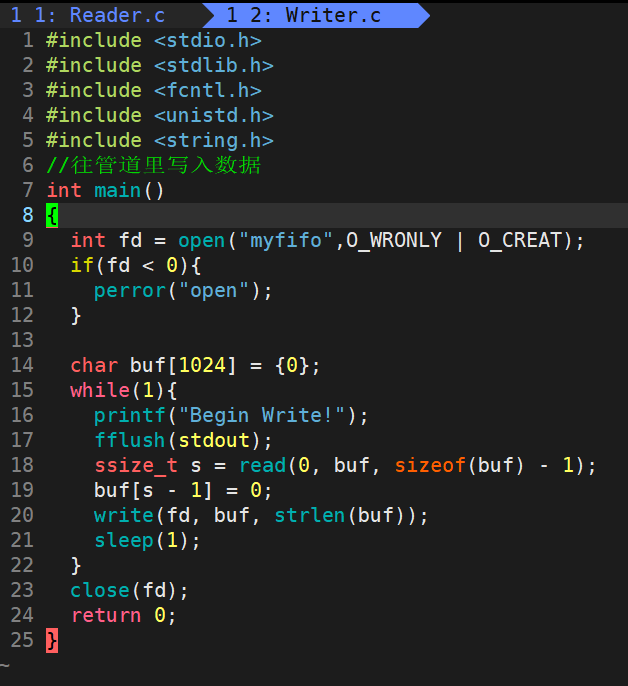 1 1: Reader.c 1 2: Writer.c
1 #include <stdio.h>
2 #include <stdlib.h>
3 #include <fcntl.h>
4 #include <unistd.h>
5 #include <string.h>
6 //往管道里写入数据
7 int main()
8 {
9   int fd = open("myfifo",O_WRONLY | O_CREAT);
10   if(fd < 0){
11     perror("open");
12   }
13
14   char buf[1024] = {0};
15   while(1){
16     printf("Begin Write!");
17     fflush(stdout);
18     ssize_t s = read(0, buf, sizeof(buf) - 1);
19     buf[s - 1] = 0;
20     write(fd, buf, strlen(buf));
21     sleep(1);
22   }
23   close(fd);
24   return 0;
25 }
~